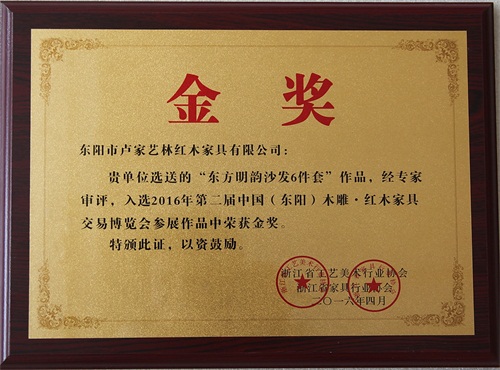 金奖
东阳市卢家艺林红木家具有限公司：
贵单位选送的“东方明韵沙发6件套”作品，经专家
审评，入选2016年第二届中国（东阳）木雕·红木家具
交易博览会参展作品中荣获金奖。
特颁此证，以资鼓励。
浙江省工艺美术行业协会
浙江省家具行业协会
二〇一六年四月